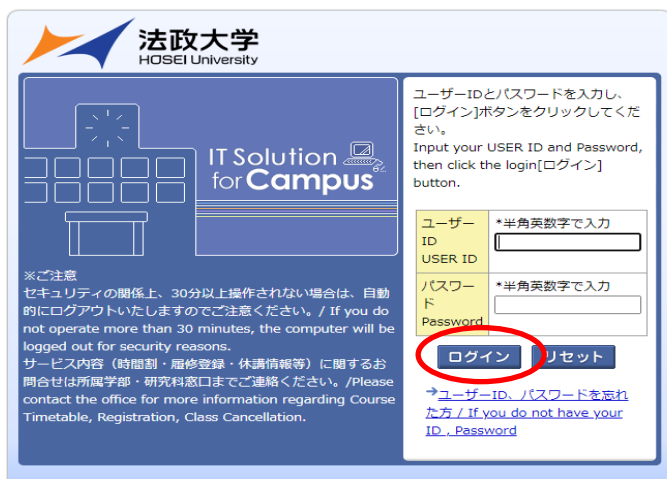 法政大学
HOSEI University
IT Solution
for Campus
※ご注意
セキュリティの関係上、30分以上操作されない場合は、自動
的にログアウトいたしますのでご注意ください。/ If you do
not operate more than 30 minutes, the computer will be
logged out for security reasons.
サービス内容（時間割・履修登録・休講情報等）に関するお
問合せは所属学部・研究科窓口までご連絡ください。/Please
contact the office for more information regarding Course
Timetable, Registration, Class Cancellation.
ユーザーIDとパスワードを入力し、
[ログイン]ボタンをクリックしてくだ
さい。
Input your USER ID and Password,
then click the login[ログイン]
button.
ユーザー
ID
USER ID
*半角英数字で入力
パスワー
ド
Password
*半角英数字で入力
ログイン
リセット
→ユーザーID、パスワードを忘れ
た方 / If you do not have your
ID , Password